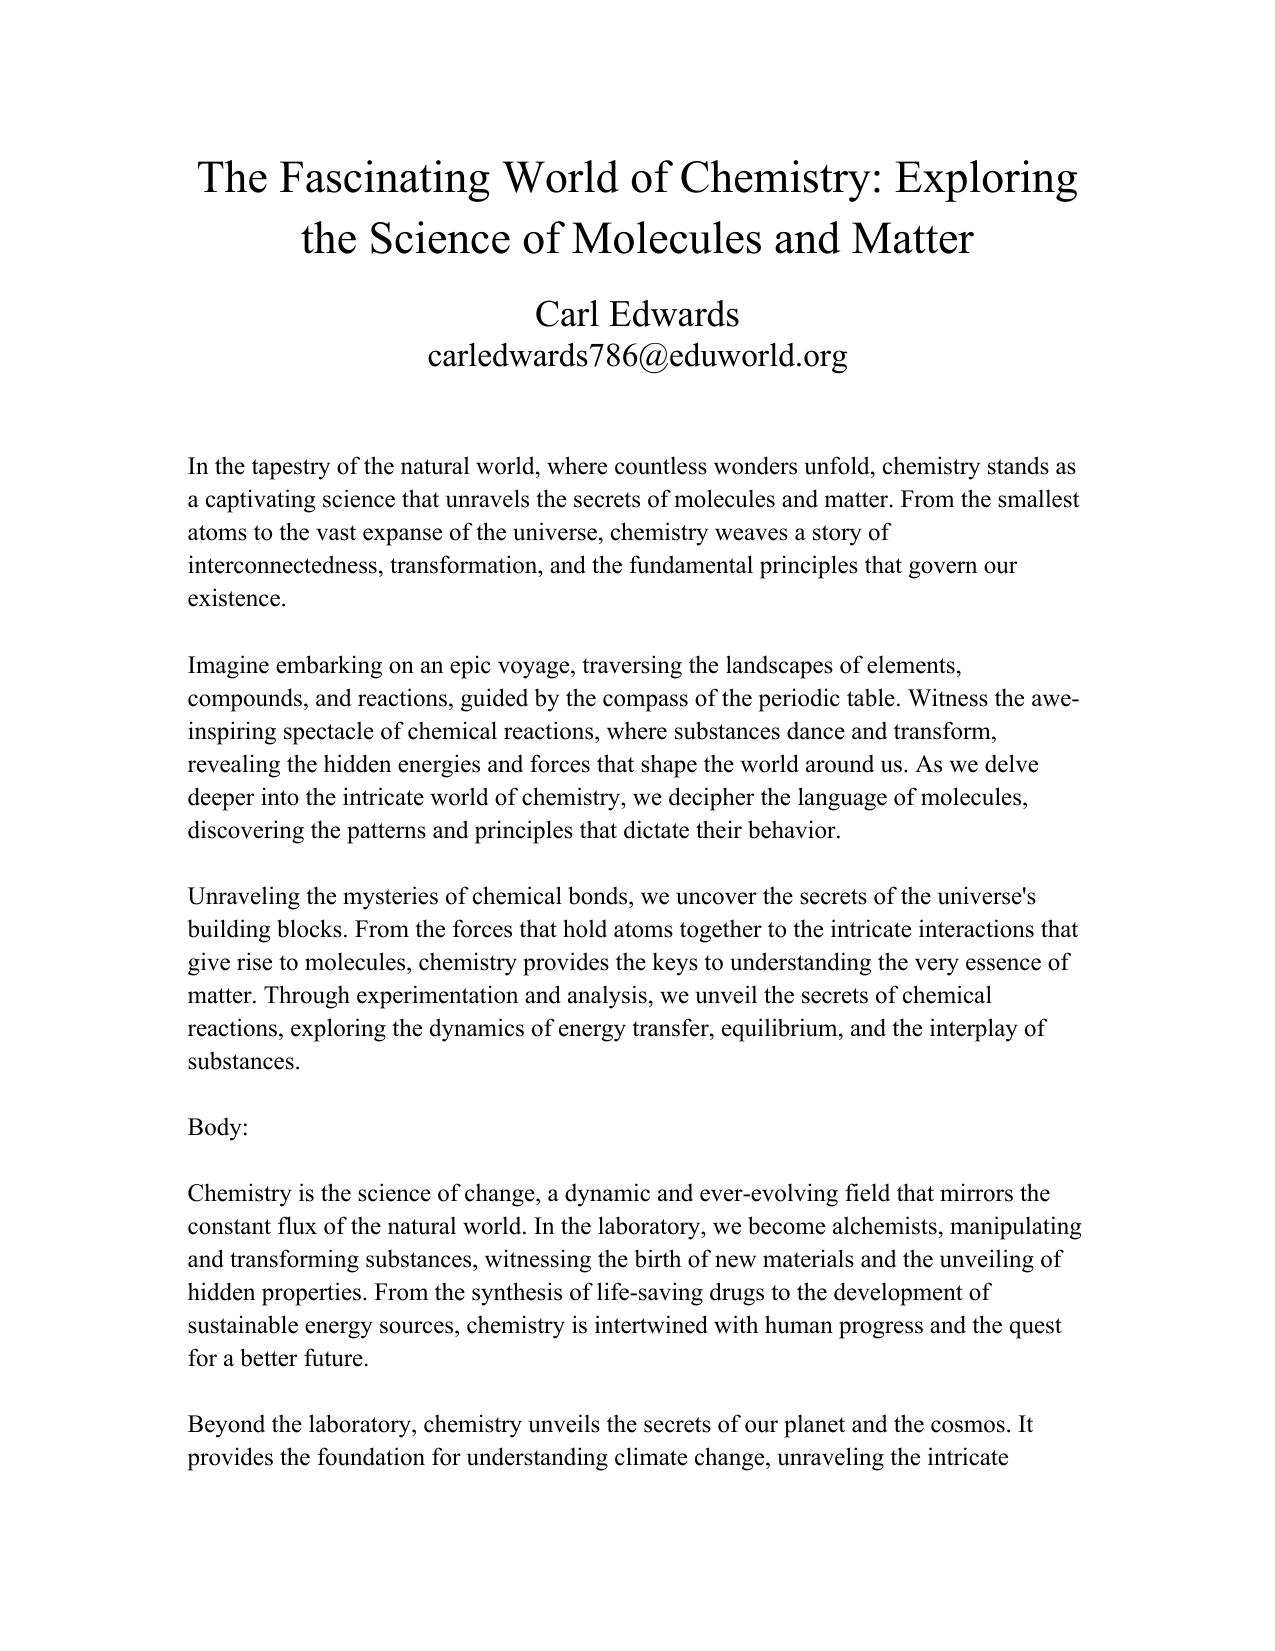 The Fascinating World of Chemistry: Exploring
the Science of Molecules and Matter
Carl Edwards
carledwards786@eduworld.org
In the tapestry of the natural world, where countless wonders unfold, chemistry stands as
a captivating science that unravels the secrets of molecules and matter. From the smallest
atoms to the vast expanse of the universe, chemistry weaves a story of
interconnectedness, transformation, and the fundamental principles that govern our
existence.
Imagine embarking on an epic voyage, traversing the landscapes of elements,
compounds, and reactions, guided by the compass of the periodic table. Witness the awe-
inspiring spectacle of chemical reactions, where substances dance and transform,
revealing the hidden energies and forces that shape the world around us. As we delve
deeper into the intricate world of chemistry, we decipher the language of molecules,
discovering the patterns and principles that dictate their behavior.
Unraveling the mysteries of chemical bonds, we uncover the secrets of the universe's
building blocks. From the forces that hold atoms together to the intricate interactions that
give rise to molecules, chemistry provides the keys to understanding the very essence of
matter. Through experimentation and analysis, we unveil the secrets of chemical
reactions, exploring the dynamics of energy transfer, equilibrium, and the interplay of
substances.
Body:
Chemistry is the science of change, a dynamic and ever-evolving field that mirrors the
constant flux of the natural world. In the laboratory, we become alchemists, manipulating
and transforming substances, witnessing the birth of new materials and the unveiling of
hidden properties. From the synthesis of life-saving drugs to the development of
sustainable energy sources, chemistry is intertwined with human progress and the quest
for a better future.
Beyond the laboratory, chemistry unveils the secrets of our planet and the cosmos. It
provides the foundation for understanding climate change, unraveling the intricate